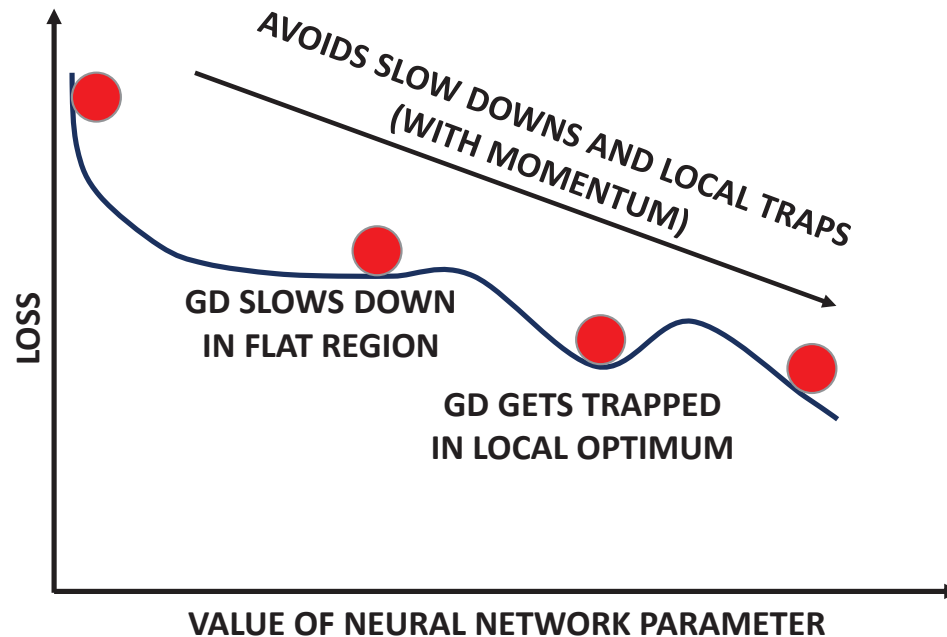 AVOIDS SLOW DOWNS AND LOCAL TRAPS
(WITH MOMENTUM)
GD SLOWS DOWN
IN FLAT REGION
LOSS
GD GETS TRAPPED
IN LOCAL OPTIMUM
VALUE OF NEURAL NETWORK PARAMETER